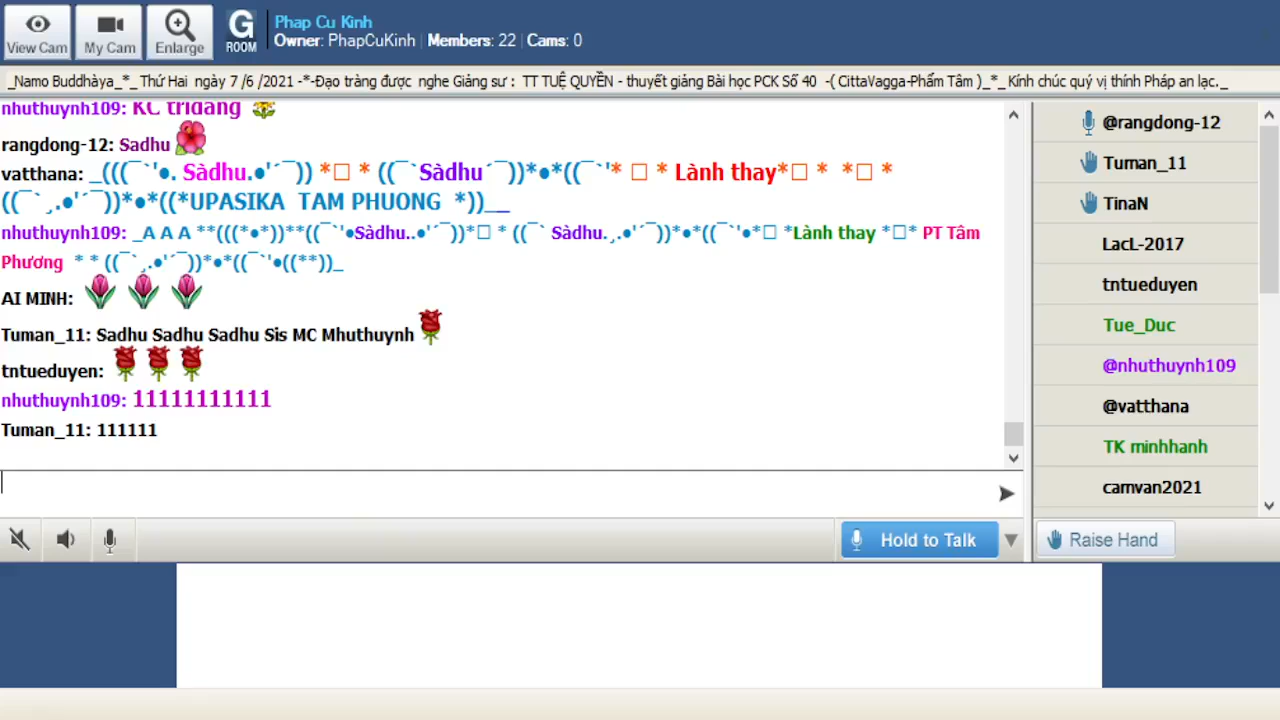 View Cam
My Cam
Enlarge
G
ROOM
Phap Cu Kinh
Owner: PhapCuKinh | Members: 22 | Cams: 0
_Namo Buddhàya_*_ Thứ Hai ngày 7 /6 /2021 -*-Đạo tràng được nghe Giảng sư : TT TUỆ QUYỀN - thuyết giảng Bài học PCK Số 40 -( CittaVagga-Phẩm Tâm )_*_ Kính chúc quý vị thính Pháp an lạc._
nhuthuynh109: KC tridang
rangdong-12: Sadhu
vatthana: _(((¯`'●. Sàdhu.●'´¯)) *□ * ((¯`Sàdhu´¯))*●*((¯`'* □ * Lành thay*□ * *□ *
((¯`¸.●'´¯))*●*((*UPASIKA TAM PHUONG *))__
nhuthuynh109: _A A A **(((*●*))**((¯`'●Sàdhu..●'´¯))*□ * ((¯` Sàdhu.¸.●'´¯))*●*((¯`'●*□ *Lành thay *□* PT Tâm
Phương * * ((¯`¸.●'´¯))*●*((¯`'●((**))_
AI MINH:
Tuman_11: Sadhu Sadhu Sadhu Sis MC Mhuthuynh
tntueduyen:
nhuthuynh109: 11111111111
Tuman_11: 111111
Hold to Talk
@rangdong-12
Tuman_11
TinaN
LacL-2017
tntueduyen
Tue_Duc
@nhuthuynh109
@vatthana
TK minhhanh
camvan2021
Raise Hand